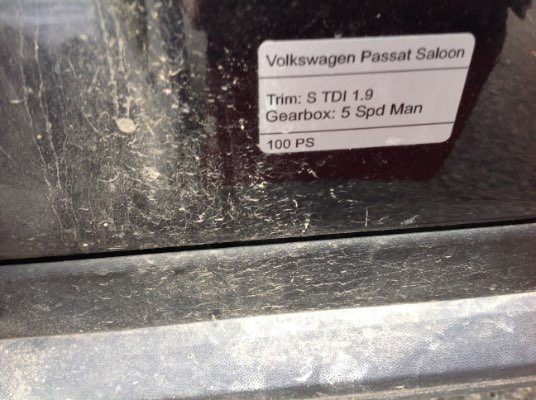 Volkswagen Passat Saloon
Trim: S TDI 1.9
Gearbox: 5 Spd Man
100 PS